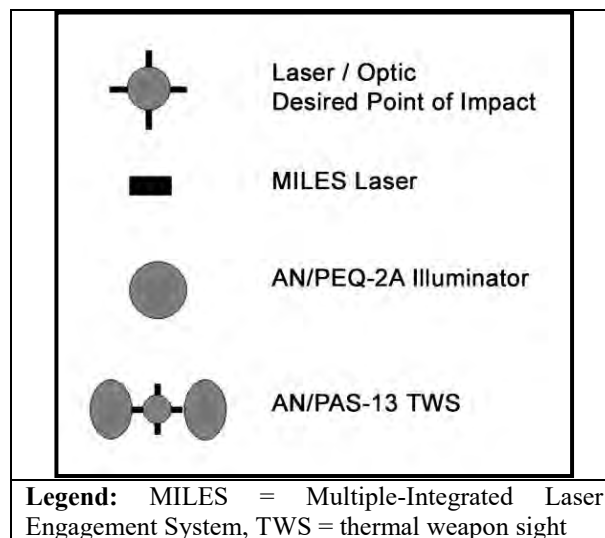 Laser / Optic
Desired Point of Impact
MILES Laser
AN/PEQ-2A Illuminator
AN/PAS-13 TWS
Legend: MILES = Multiple-Integrated Laser
Engagement System, TWS = thermal weapon sight